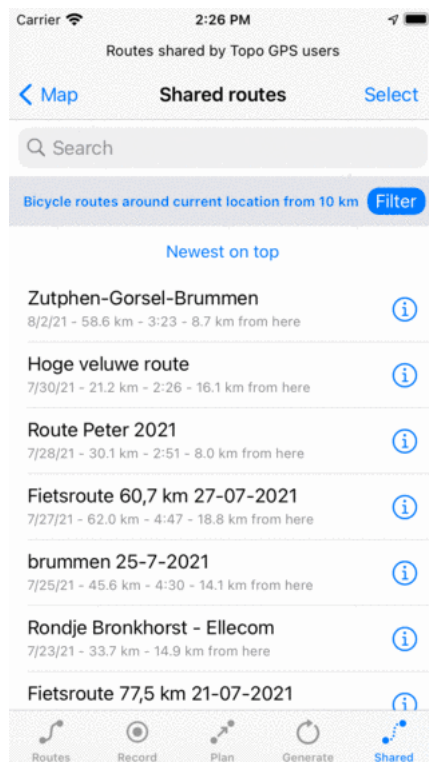 Carrier 2:26 PM
Routes shared by Topo GPS users
Map Shared routes Select
Search
Bicycle routes around current location from 10 km Filter
Newest on top
Zutphen-Gorsel-Brummen
8/2/21 - 58.6 km - 3:23 - 8.7 km from here
Hoge veluwe route
7/30/21 - 21.2 km - 2:26 - 16.1 km from here
Route Peter 2021
7/28/21 - 30.1 km - 2:51 - 8.0 km from here
Fietsroute 60,7 km 27-07-2021
7/27/21 - 62.0 km - 4:47 - 18.8 km from here
brummen 25-7-2021
7/25/21 - 45.6 km - 4:30 - 14.1 km from here
Rondje Bronkhorst - Ellecom
7/23/21 - 33.7 km - 14.9 km from here
Fietsroute 77,5 km 21-07-2021
Routes Record Plan Generate Shared